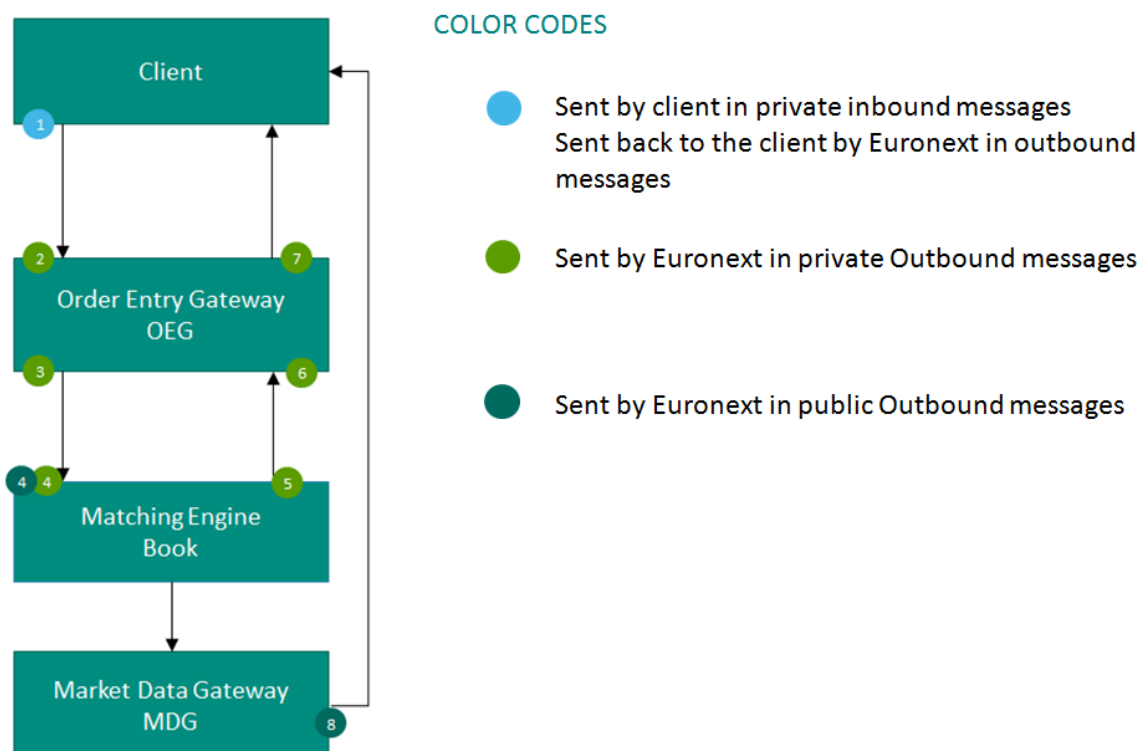 COLOR CODES
Client
1
Sent by client in private inbound messages
Sent back to the client by Euronext in outbound
messages
2
7
Sent by Euronext in private Outbound messages
Order Entry Gateway
OEG
3
6
Sent by Euronext in public Outbound messages
4
4
5
Matching Engine
Book
Market Data Gateway
MDG
8